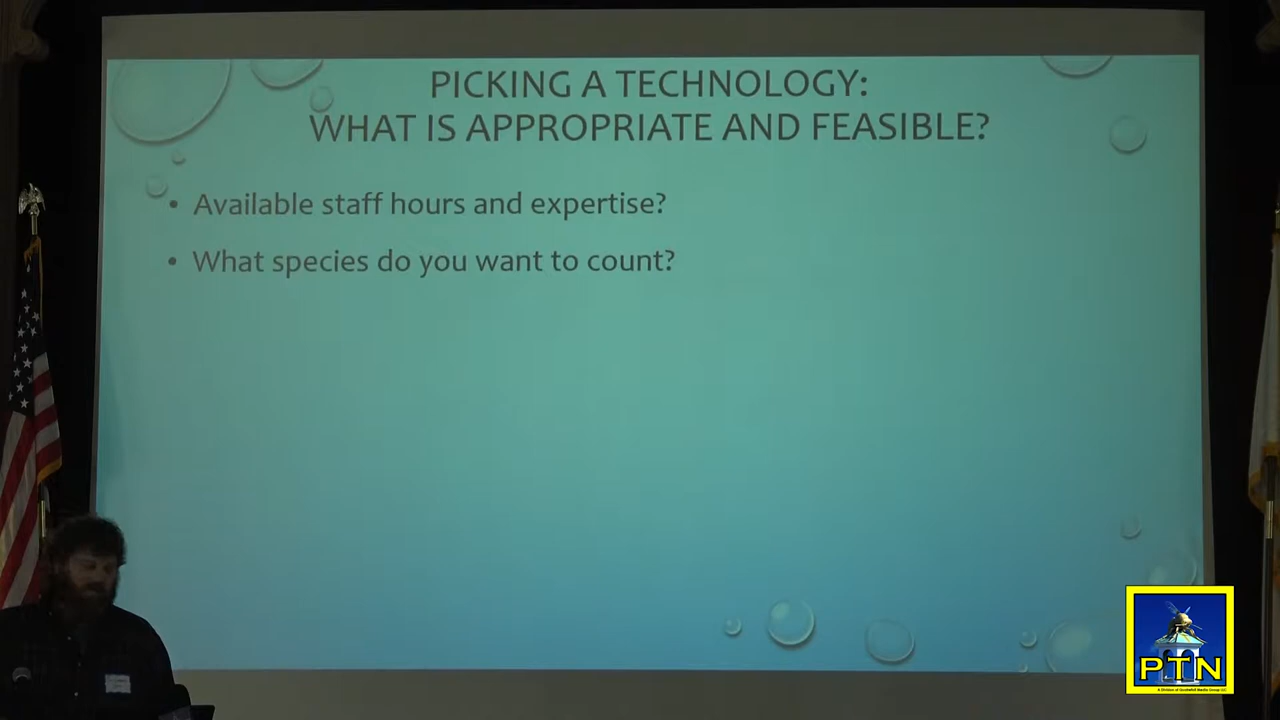 PICKING A TECHNOLOGY:
WHAT IS APPROPRIATE AND FEASIBLE?
• Available staff hours and expertise?
• What species do you want to count?
PTN